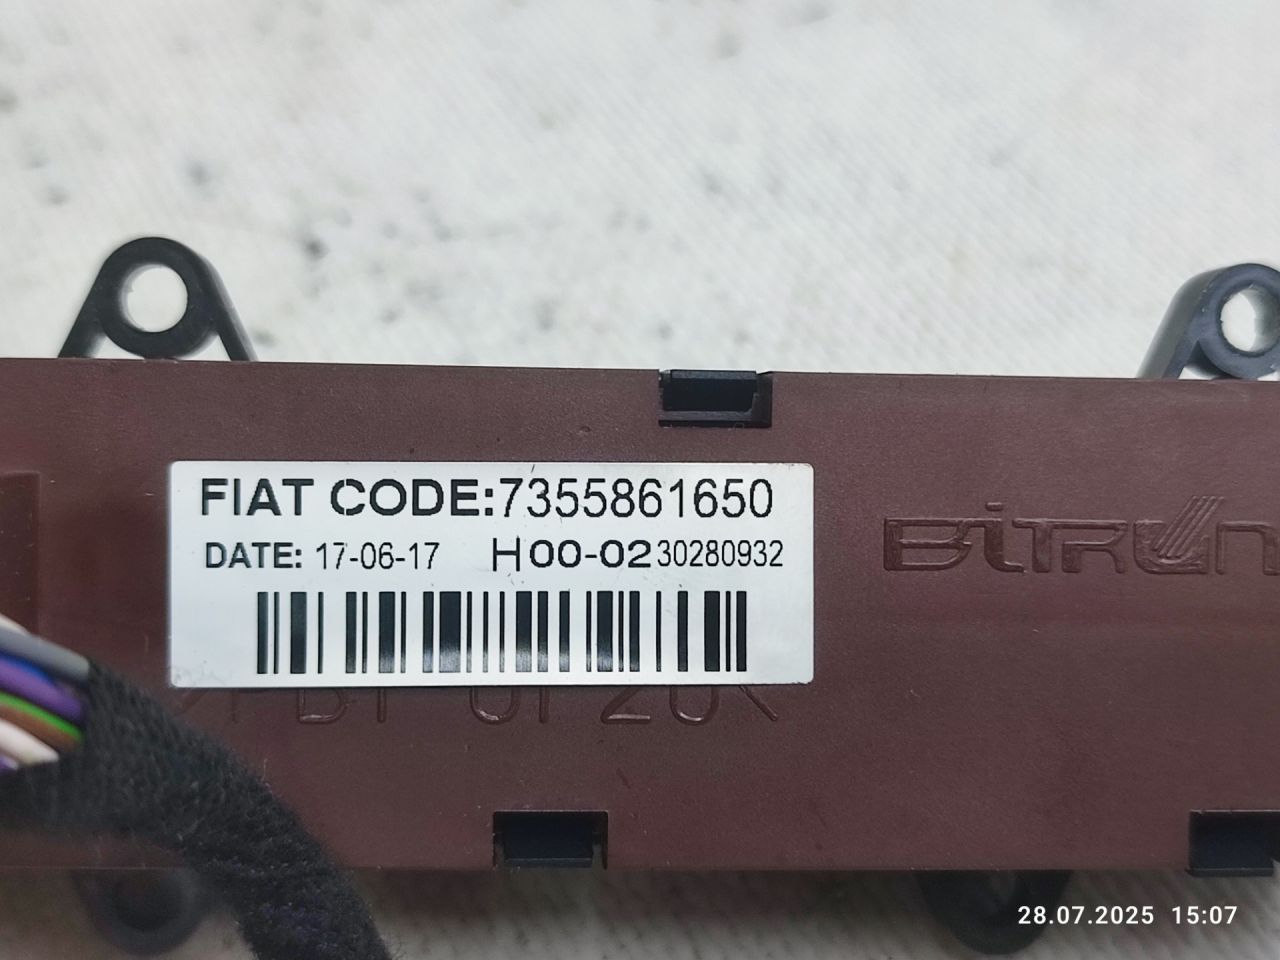 FIAT CODE:7355861650
DATE: 17-06-17 H00-02 30280932
BiTRON
28.07.2025 15:07